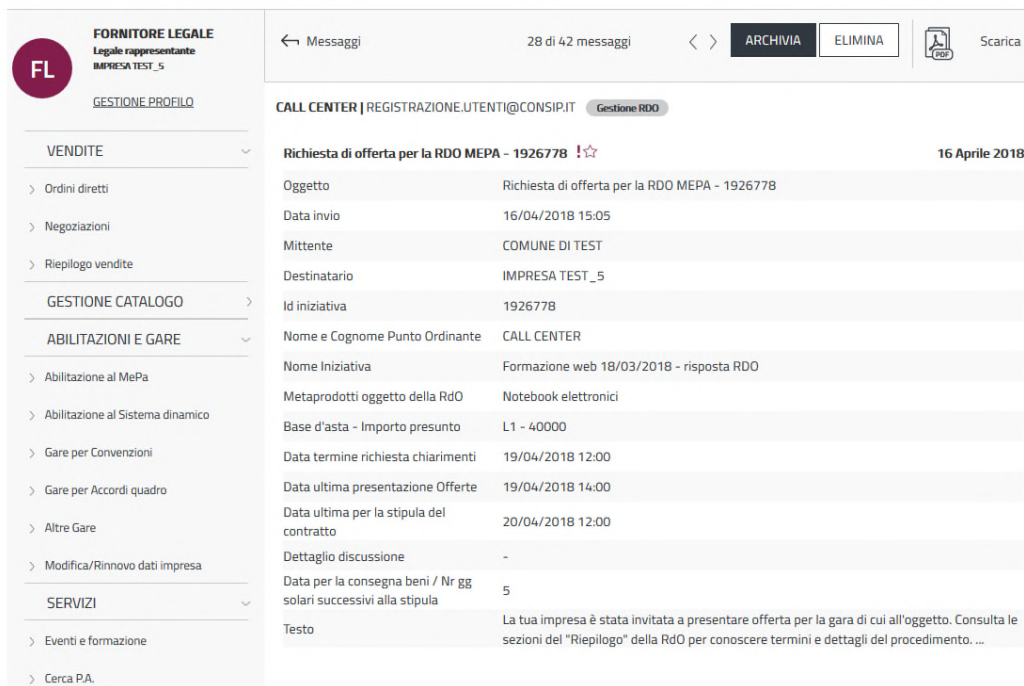 FL
FORNITORE LEGALE
Legale rappresentante
IMPRESA TEST_5
GESTIONE PROFILO
VENDITE
Ordini diretti
Negoziazioni
Riepilogo vendite
GESTIONE CATALOGO
ABILITAZIONI E GARE
Abilitazione al MePa
Abilitazione al Sistema dinamico
Gare per Convenzioni
Gare per Accordi quadro
Altre Gare
Modifica/Rinnovo dati impresa
SERVIZI
Eventi e formazione
Cerca P.A.
Messaggi 28 di 42 messaggi ARCHIVIA ELIMINA PDF Scarica
CALL CENTER | REGISTRAZIONE.UTENTI@CONSIP.IT Gestione RDO
Richiesta di offerta per la RDO MEPA - 1926778 ! 16 Aprile 2018
Oggetto Richiesta di offerta per la RDO MEPA - 1926778
Data invio 16/04/2018 15:05
Mittente COMUNE DI TEST
Destinatario IMPRESA TEST_5
Id iniziativa 1926778
Nome e Cognome Punto Ordinante CALL CENTER
Nome Iniziativa Formazione web 18/03/2018 - risposta RDO
Metaprodotti oggetto della RdO Notebook elettronici
Base d'asta - Importo presunto L1 - 40000
Data termine richiesta chiarimenti 19/04/2018 12:00
Data ultima presentazione Offerte 19/04/2018 14:00
Data ultima per la stipula del
contratto 20/04/2018 12:00
Dettaglio discussione -
Data per la consegna beni / Nr gg
solari successivi alla stipula 5
Testo La tua impresa è stata invitata a presentare offerta per la gara di cui all'oggetto. Consulta le
sezioni del "Riepilogo" della RdO per conoscere termini e dettagli del procedimento. ...